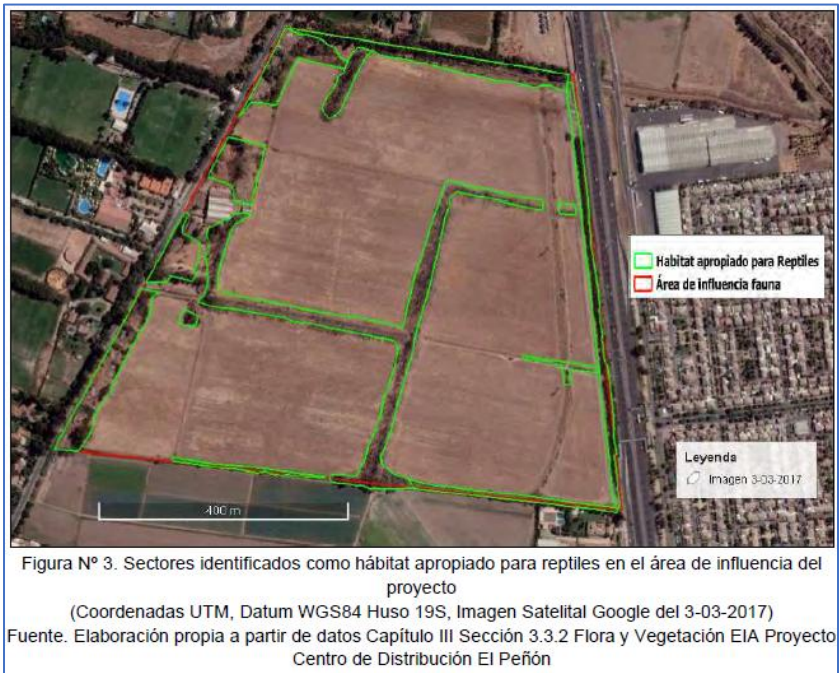 Habitat apropiado para Reptiles
Área de influencia fauna
Leyenda
Imagen 3-03-2017
400 m
Figura Nº 3. Sectores identificados como hábitat apropiado para reptiles en el área de influencia del
proyecto
(Coordenadas UTM, Datum WGS84 Huso 19S, Imagen Satelital Google del 3-03-2017)
Fuente. Elaboración propia a partir de datos Capítulo III Sección 3.3.2 Flora y Vegetación EIA Proyecto
Centro de Distribución El Peñón